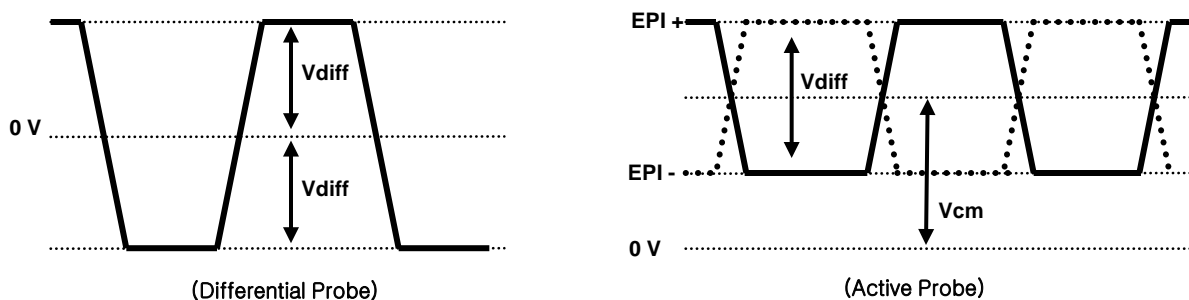 Vdiff
0 V
Vdiff
(Differential Probe)
EPI +
Vdiff
EPI -
Vcm
0 V
(Active Probe)